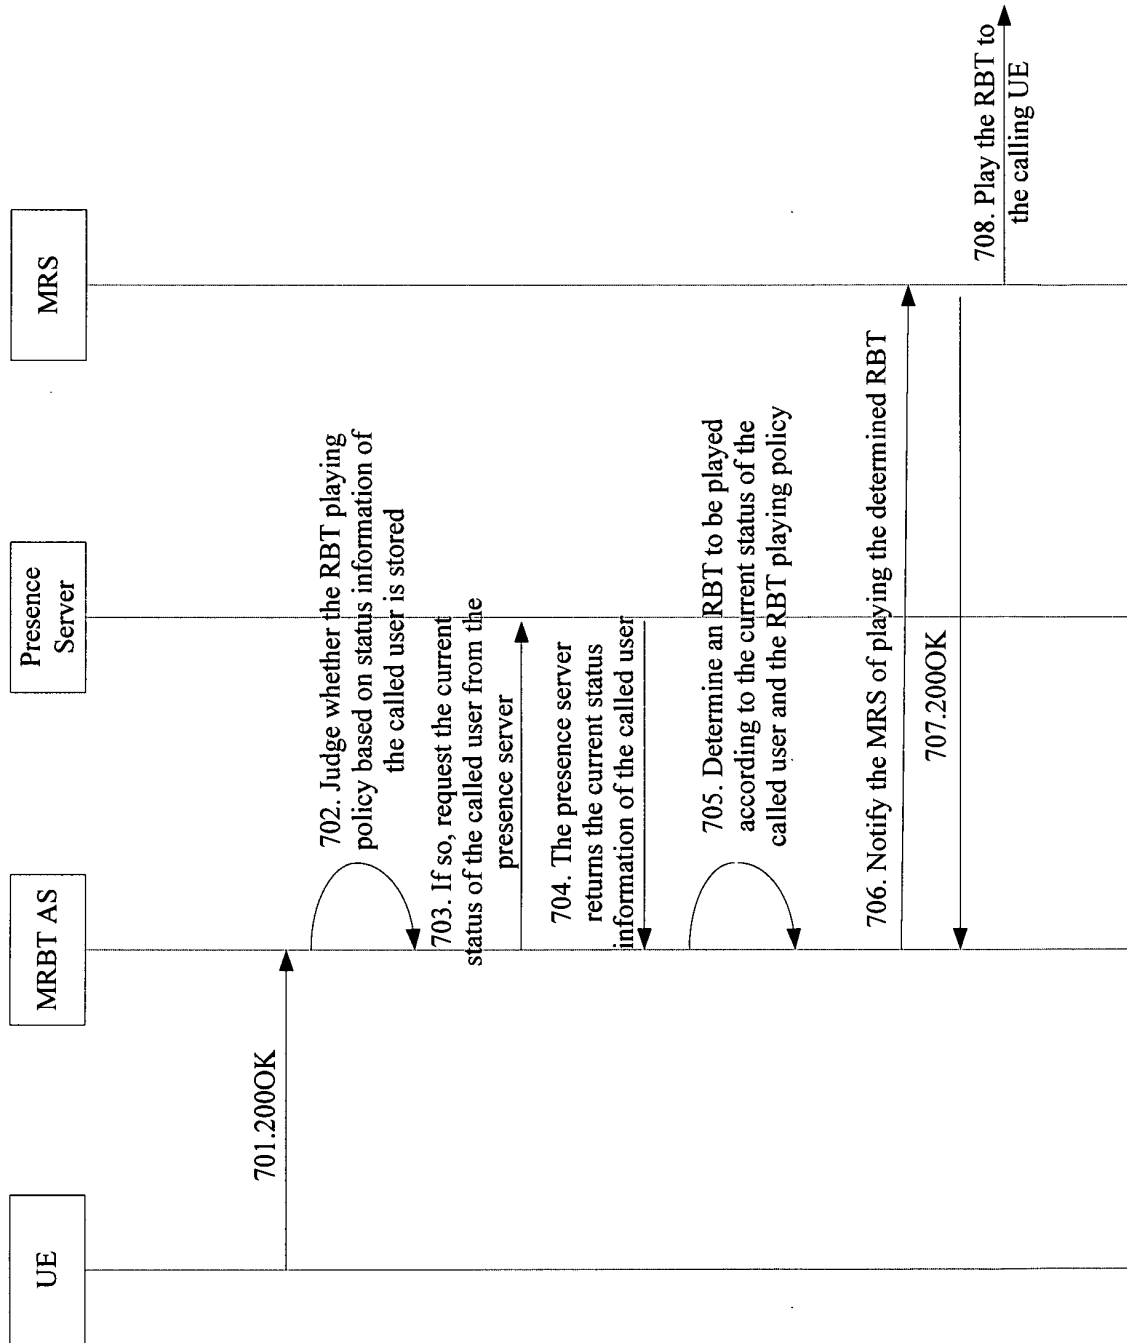 UE
MRBT AS
Presence
Server
MRS
701.200OK
702. Judge whether the RBT playing
policy based on status information of
the called user is stored
703. If so, request the current
status of the called user from the
presence server
704. The presence server
returns the current status
information of the called user
705. Determine an RBT to be played
according to the current status of the
called user and the RBT playing policy
706. Notify the MRS of playing the determined RBT
707.200OK
708. Play the RBT to
the calling UE